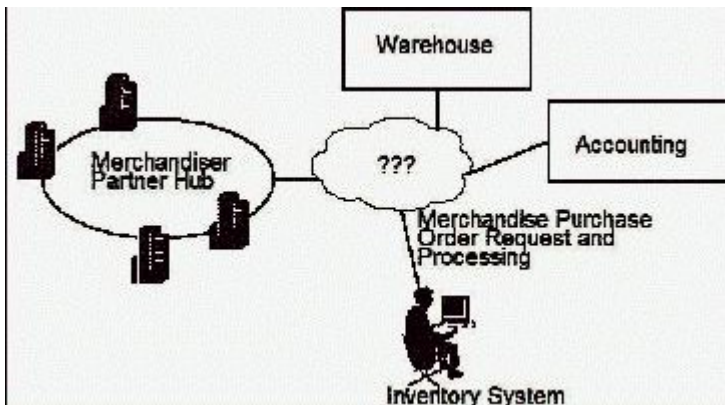 Warehouse
Accounting
???
Merchandiser
Partner Hub
Merchandise Purchase
Order Request and
Processing
Inventory System